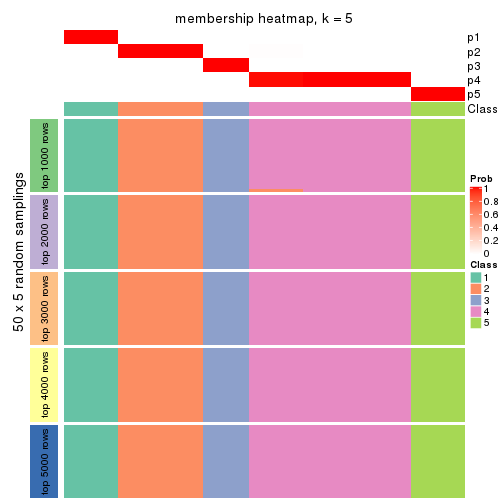 membership heatmap, k = 5
p1
p2
p3
p4
p5
Class
50 x 5 random samplings
top 1000 rows
top 2000 rows
top 3000 rows
top 4000 rows
top 5000 rows
Prob
1
0.8
0.6
0.4
0.2
0
Class
1
2
3
4
5